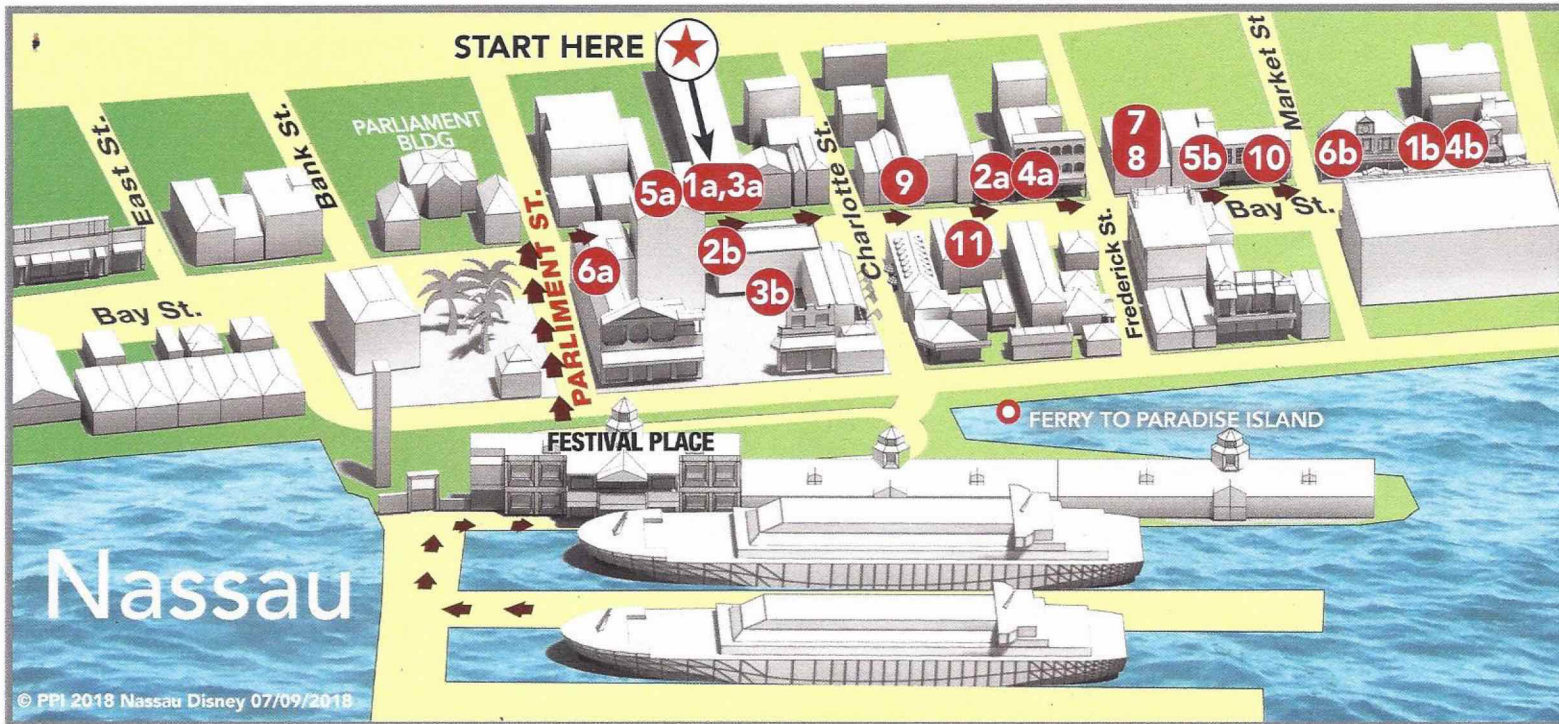 START HERE
Market St
East St.
Bank St.
PARLIAMENT
BLDG
PARLIMENT ST.
Charlotte St.
Frederick St.
7
8
5b
10
6b
1b
4b
5a
1a,3a
9
2a
4a
Bay St.
6a
2b
3b
11
Bay St.
FESTIVAL PLACE
FERRY TO PARADISE ISLAND
Nassau
© PPI 2018 Nassau Disney 07/09/2018